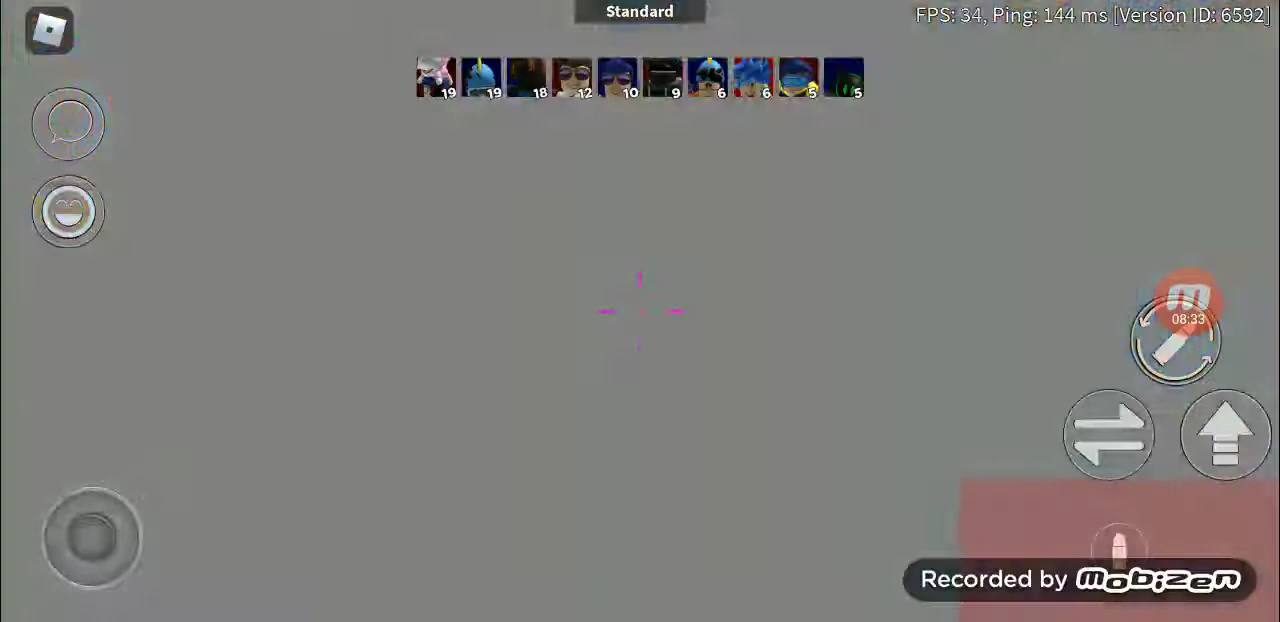 Standard
FPS: 34, Ping: 144 ms [Version ID: 6592]
19 19 18 12 10 9 6 6 5 5
08:33
Recorded by Mobizen